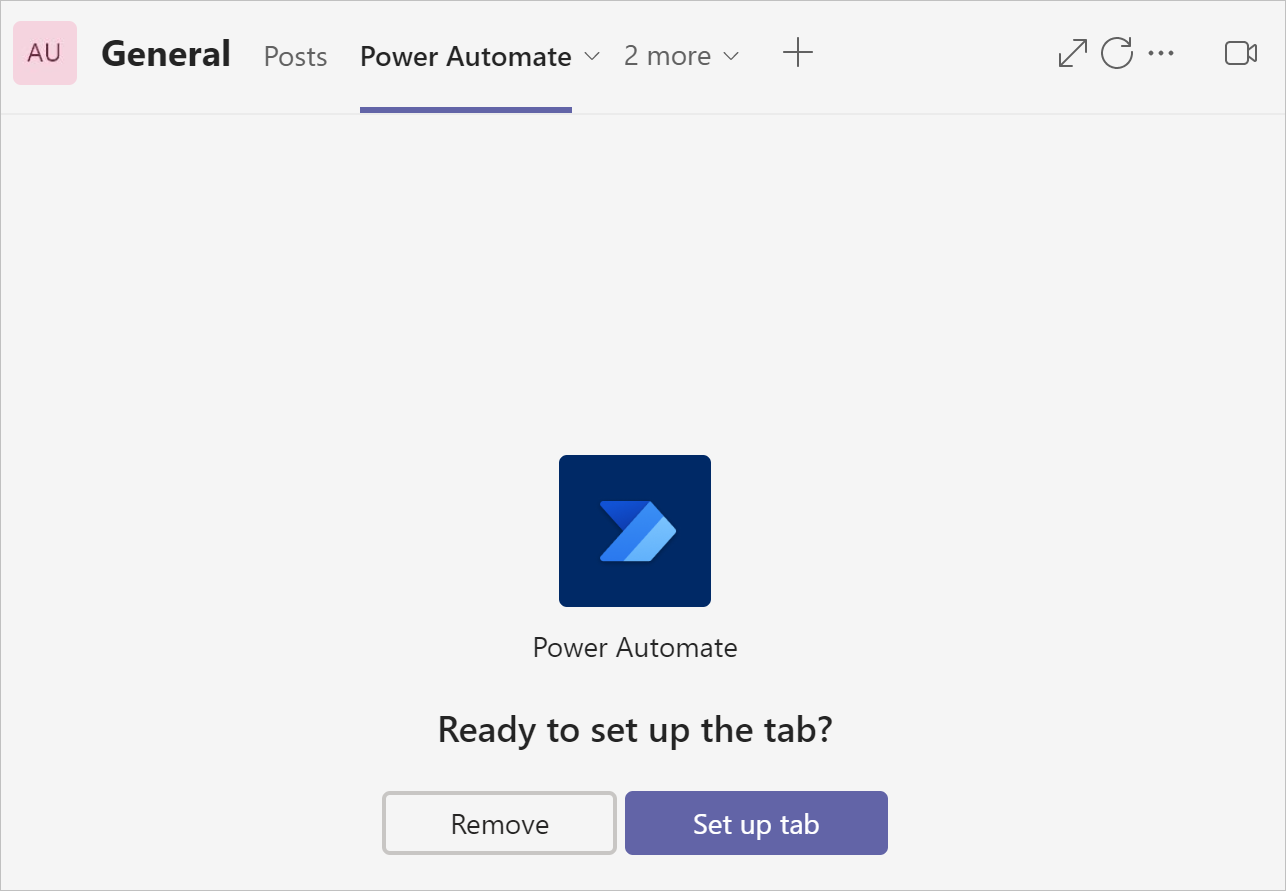 AU General Posts Power Automate 2 more
Power Automate
Ready to set up the tab?
Remove Set up tab